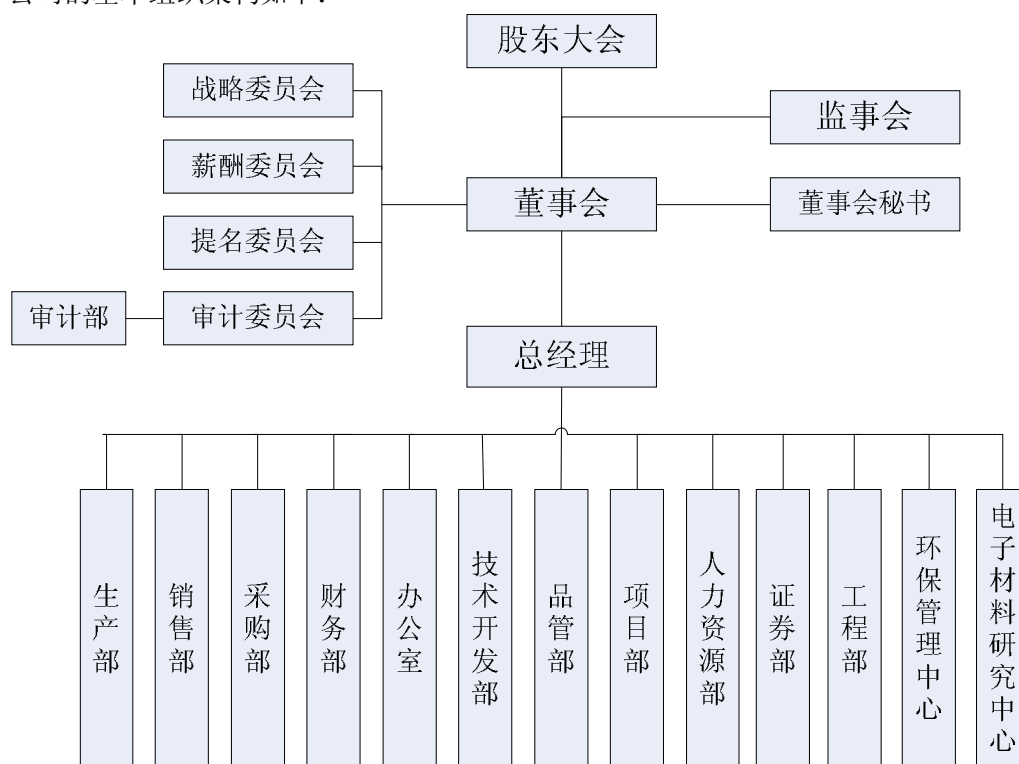 股东大会
战略委员会
监事会
薪酬委员会
董事会
董事会秘书
提名委员会
审计部
审计委员会
总经理
生产部
销售部
采购部
财务部
办公室
技术开发部
品管部
项目部
人力资源部
证券部
工程部
环保管理中心
电子材料研究中心